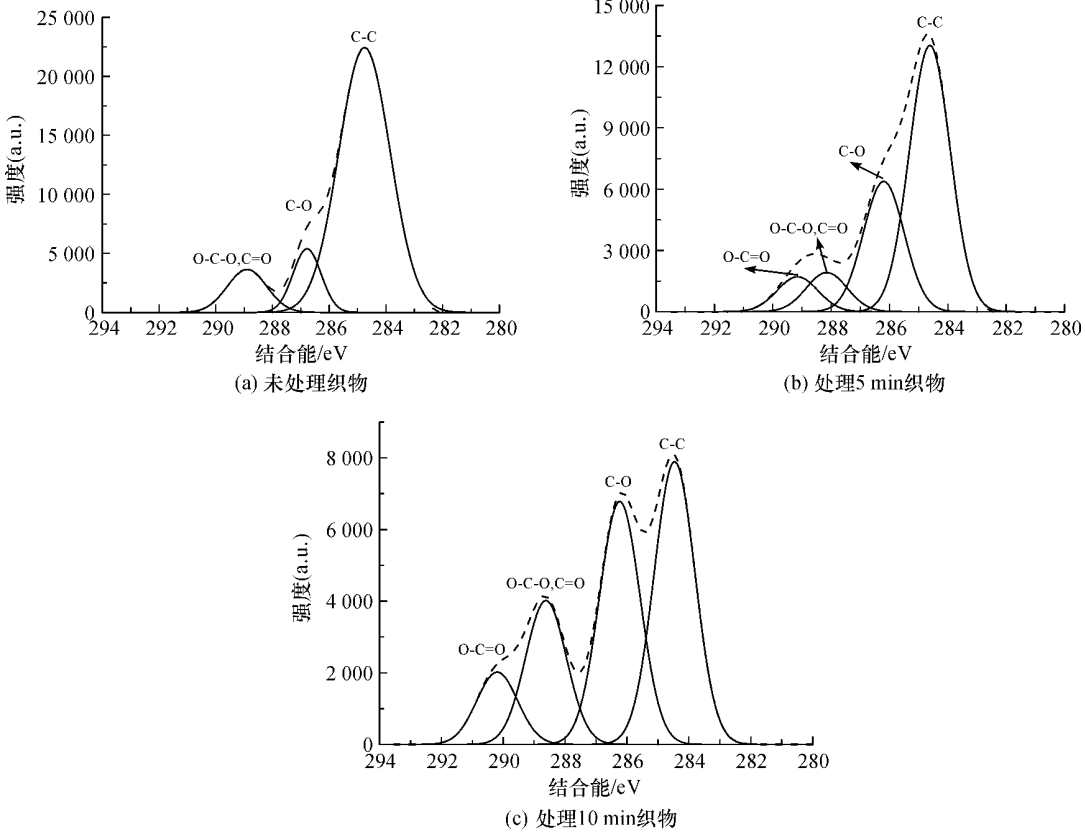 25 000
20 000
15 000
10 000
5 000
0
强度(a.u.)
C-C
C-O
O-C-O,C=O
294 292 290 288 286 284 282 280
结合能/eV
(a) 未处理织物
15 000
12 000
9 000
6 000
3 000
0
强度(a.u.)
C-C
C-O
O-C-O,C=O
O-C=O
294 292 290 288 286 284 282 280
结合能/eV
(b) 处理5 min织物
8 000
6 000
4 000
2 000
0
强度(a.u.)
C-C
C-O
O-C-O,C=O
O-C=O
294 292 290 288 286 284 282 280
结合能/eV
(c) 处理10 min织物